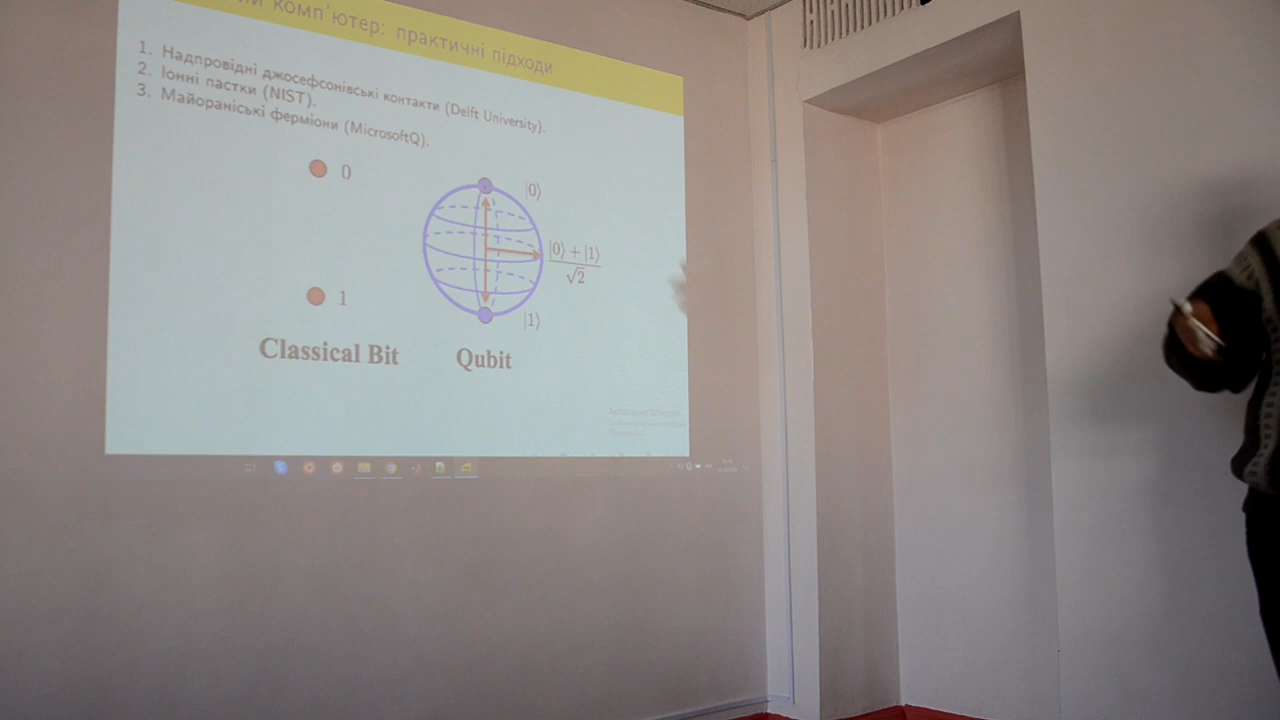 комп'ютер: практичні підходи
1. Надпровідні джосефсонівські контакти (Delft University).
2. Іонні пастки (NIST).
3. Майораніські ферміони (MicrosoftQ).
0
|0⟩
|0⟩ + |1⟩
√2
1
|1⟩
Classical Bit
Qubit